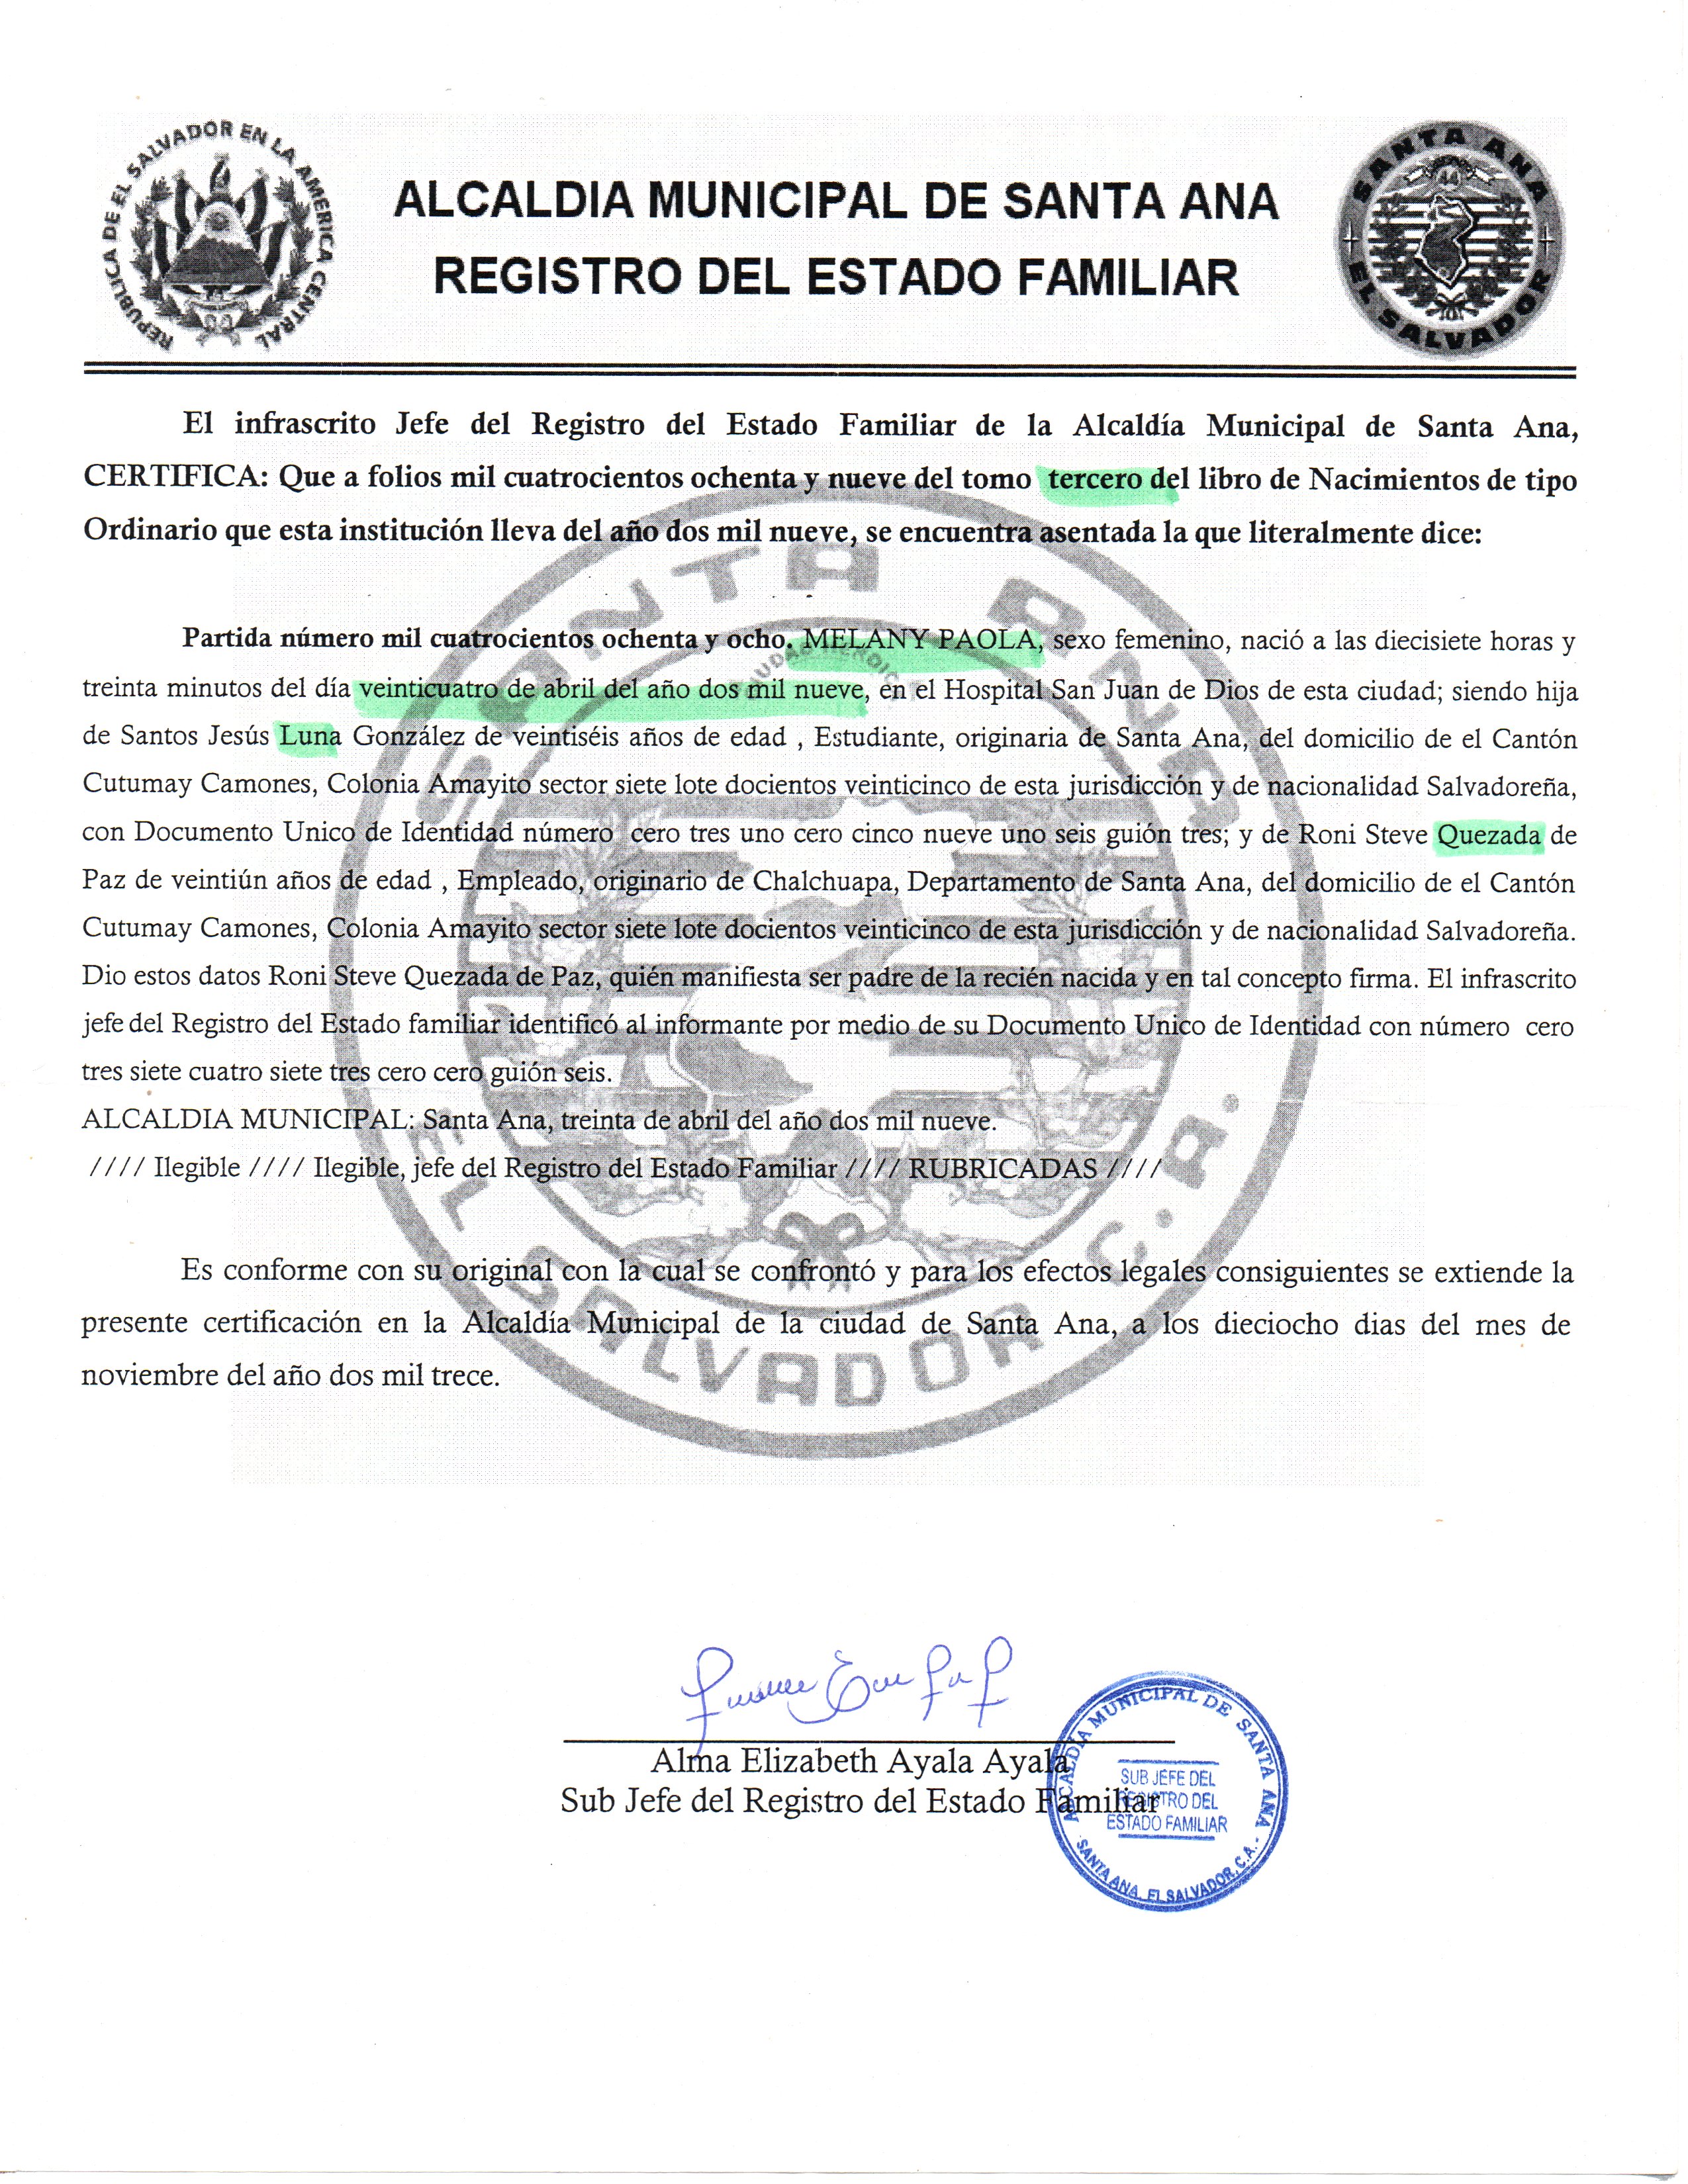 REPUBLICA DE EL SALVADOR EN LA AMERICA CENTRAL
ALCALDIA MUNICIPAL DE SANTA ANA
REGISTRO DEL ESTADO FAMILIAR
SANTA ANA
44
EL SALVADOR
El infrascrito Jefe del Registro del Estado Familiar de la Alcaldía Municipal de Santa Ana,
CERTIFICA: Que a folios mil cuatrocientos ochenta y nueve del tomo tercero del libro de Nacimientos de tipo
Ordinario que esta institución lleva del año dos mil nueve, se encuentra asentada la que literalmente dice:
Partida número mil cuatrocientos ochenta y ocho. MELANY PAOLA, sexo femenino, nació a las diecisiete horas y
treinta minutos del día veinticuatro de abril del año dos mil nueve, en el Hospital San Juan de Dios de esta ciudad; siendo hija
de Santos Jesús Luna González de veintiséis años de edad , Estudiante, originaria de Santa Ana, del domicilio de el Cantón
Cutumay Camones, Colonia Amayito sector siete lote docientos veinticinco de esta jurisdicción y de nacionalidad Salvadoreña,
con Documento Unico de Identidad número cero tres uno cero cinco nueve uno seis guión tres; y de Roni Steve Quezada de
Paz de veintiún años de edad , Empleado, originario de Chalchuapa, Departamento de Santa Ana, del domicilio de el Cantón
Cutumay Camones, Colonia Amayito sector siete lote docientos veinticinco de esta jurisdicción y de nacionalidad Salvadoreña.
Dio estos datos Roni Steve Quezada de Paz, quién manifiesta ser padre de la recién nacida y en tal concepto firma. El infrascrito
jefe del Registro del Estado familiar identificó al informante por medio de su Documento Unico de Identidad con número cero
tres siete cuatro siete tres cero cero guión seis.
ALCALDIA MUNICIPAL: Santa Ana, treinta de abril del año dos mil nueve.
//// Ilegible //// Ilegible, jefe del Registro del Estado Familiar //// RUBRICADAS ////
Es conforme con su original con la cual se confrontó y para los efectos legales consiguientes se extiende la
presente certificación en la Alcaldía Municipal de la ciudad de Santa Ana, a los dieciocho dias del mes de
noviembre del año dos mil trece.
SANTA ANA
EL SALVADOR C.A.
Alma Elizabeth Ayala Ayala
Sub Jefe del Registro del Estado Familiar
ALCALDÍA MUNICIPAL DE SANTA ANA
SUB JEFE DEL
REGISTRO DEL
ESTADO FAMILIAR
SANTA ANA, EL SALVADOR, C.A.